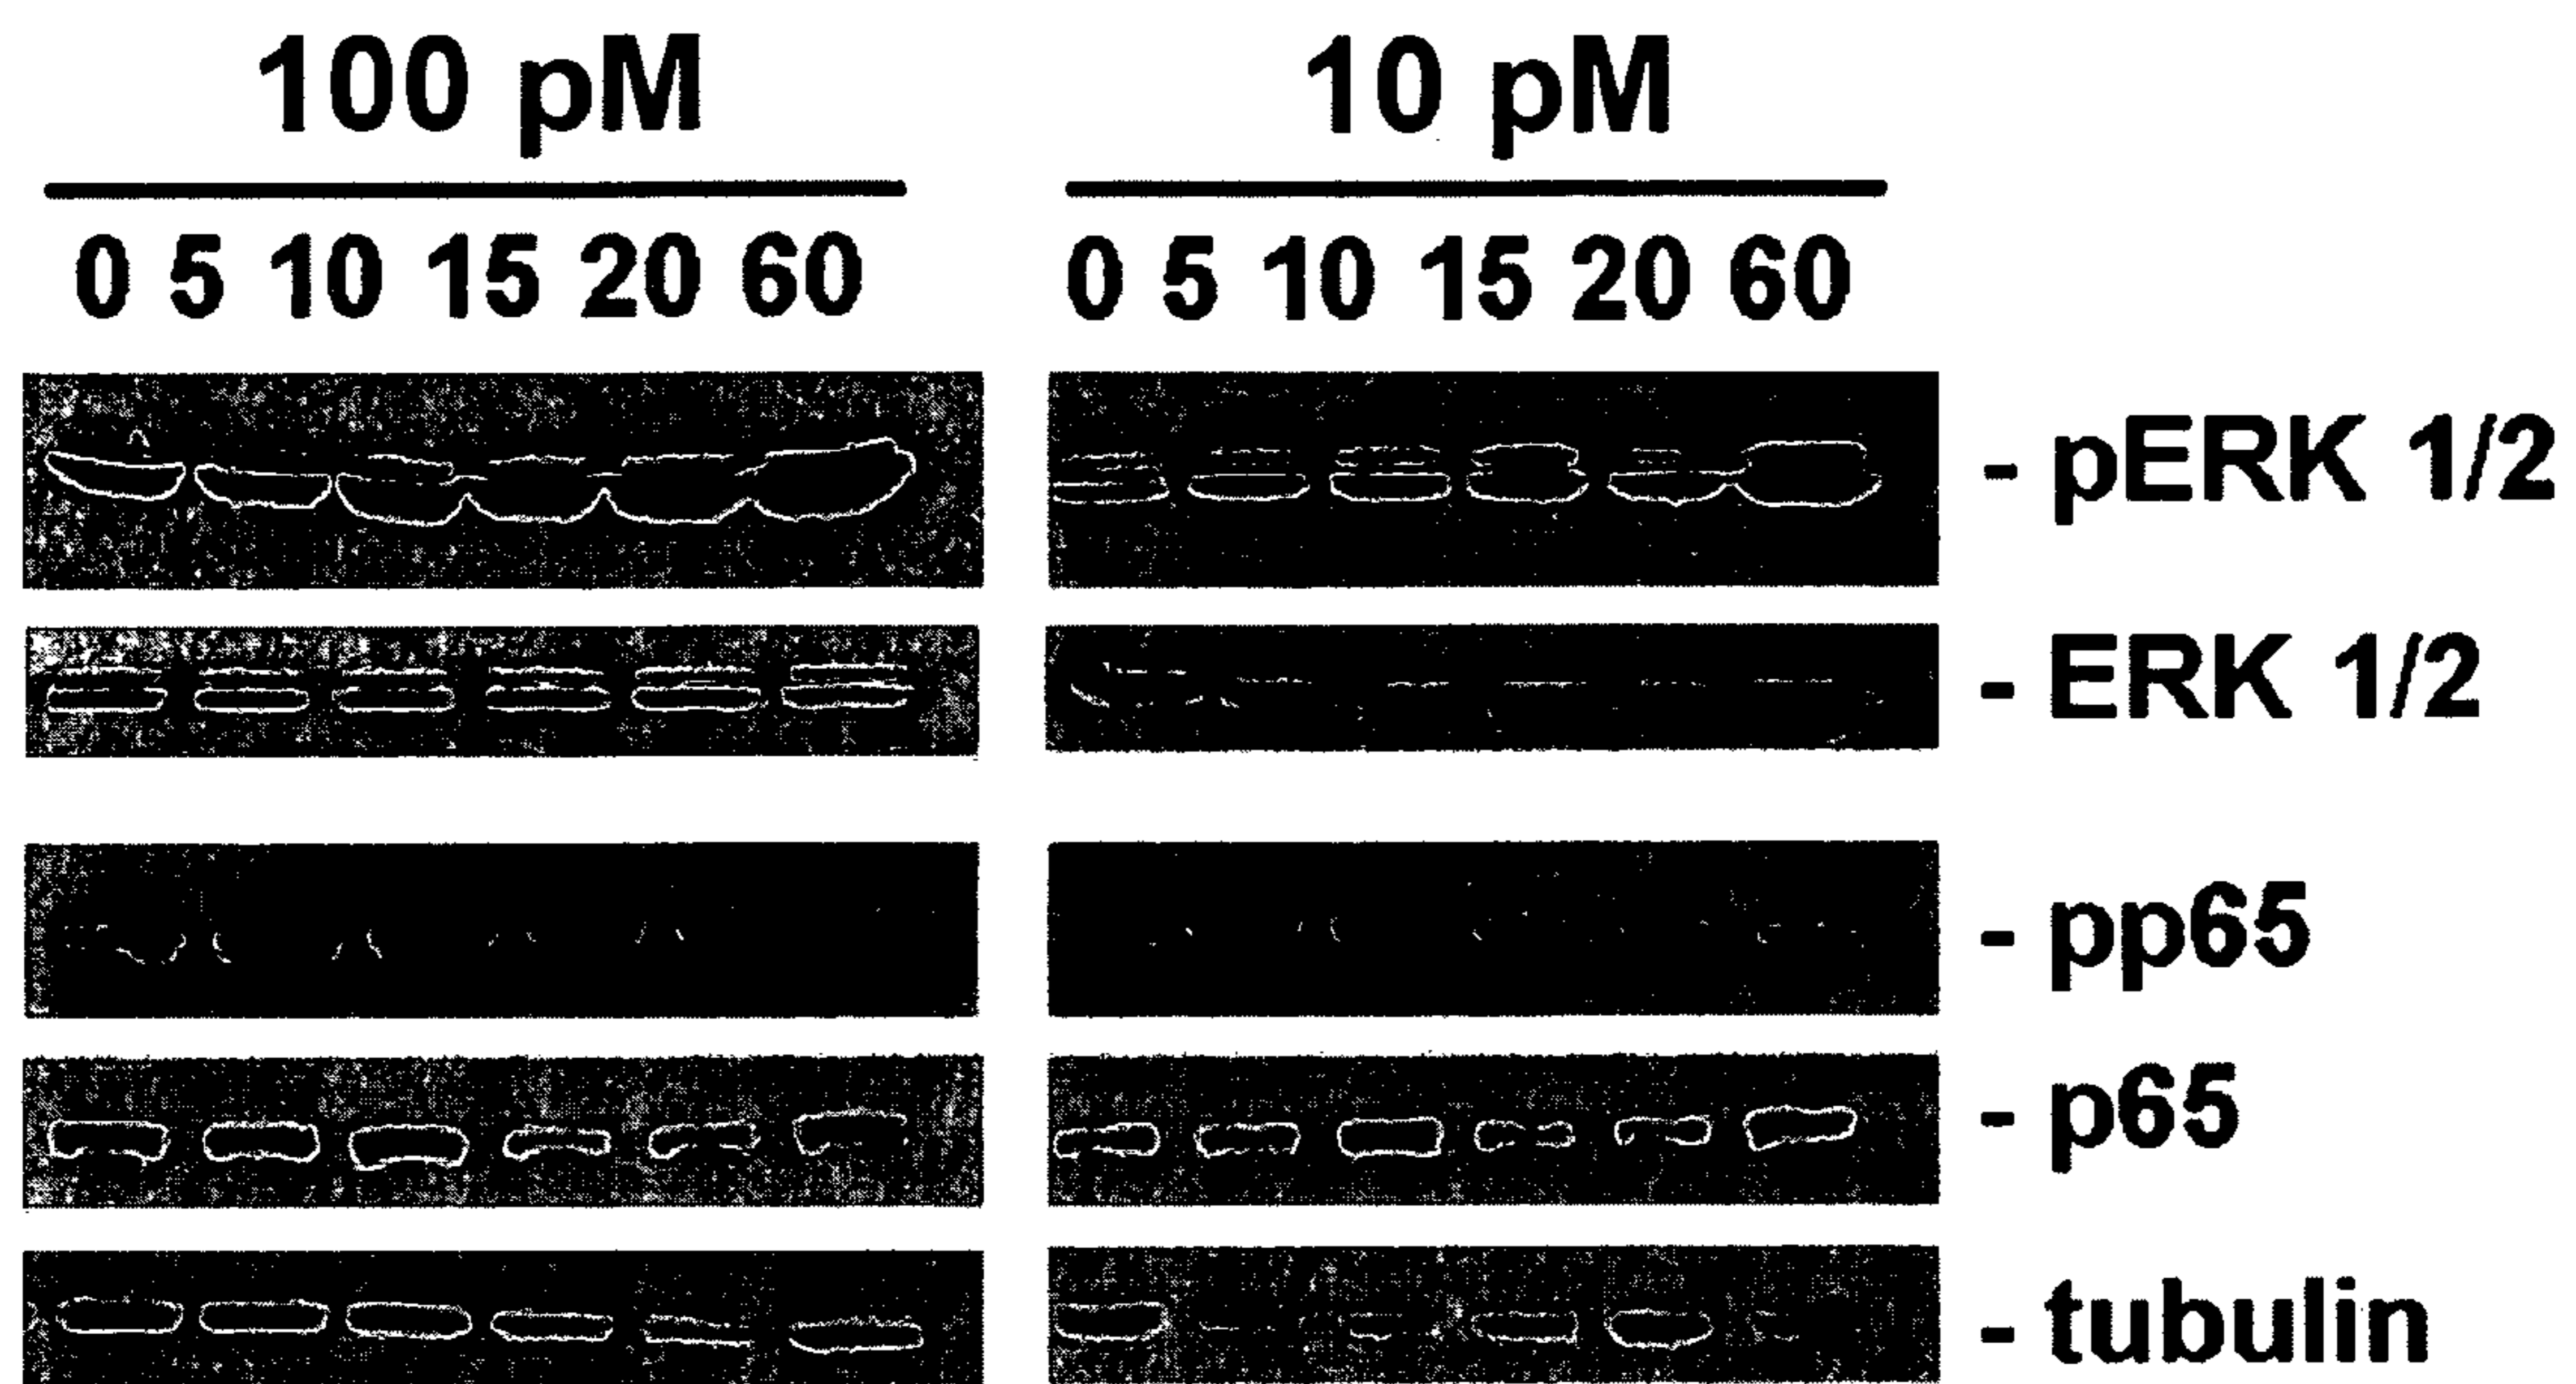 100 pM 10 pM
0 5 10 15 20 60 0 5 10 15 20 60
- pERK 1/2
- ERK 1/2
- pp65
- p65
- tubulin